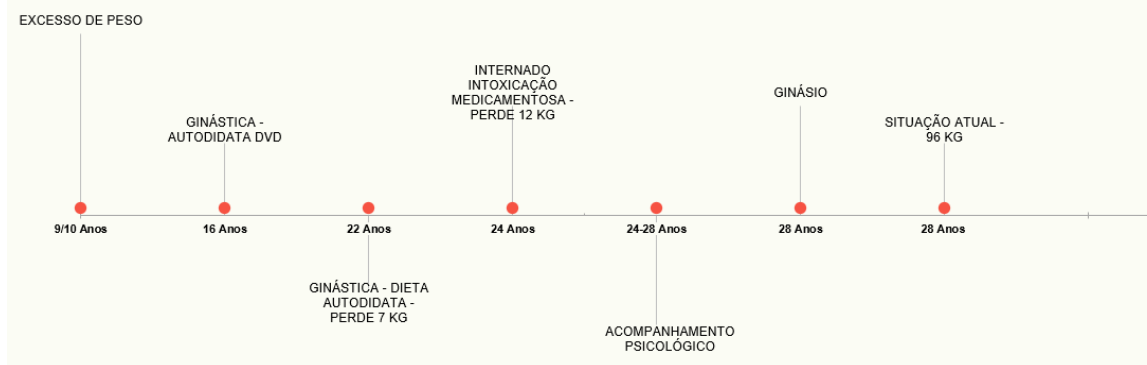 EXCESSO DE PESO
INTERNADO
INTOXICAÇÃO
MEDICAMENTOSA -
PERDE 12 KG
GINÁSIO
GINÁSTICA -
AUTODIDATA DVD
SITUAÇÃO ATUAL -
96 KG
9/10 Anos
16 Anos
22 Anos
24 Anos
24-28 Anos
28 Anos
28 Anos
GINÁSTICA - DIETA
AUTODIDATA -
PERDE 7 KG
ACOMPANHAMENTO
PSICOLÓGICO